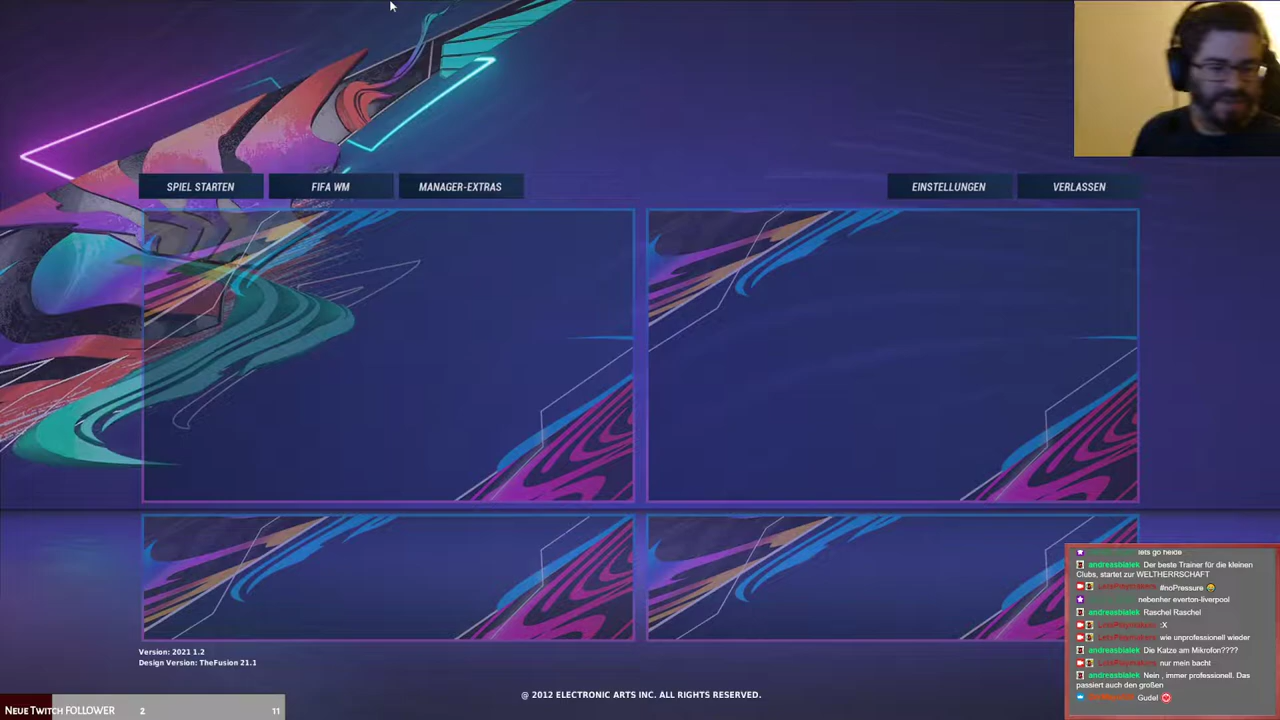 SPIEL STARTEN
FIFA WM
MANAGER-EXTRAS
EINSTELLUNGEN
VERLASSEN
lets go heide
andreasbialek Der beste Trainer für die kleinen
Clubs, startet zur WELTHERRSCHAFT
#noPressure
nebenher everton-liverpool
andreasbialek Raschel Raschel
:X
wie unprofessionell wieder
andreasbialek Die Katze am Mikrofon????
nur mein bacht
andreasbialek Nein , immer professionell. Das
passiert auch den großen
Gude!
Version: 2021 1.2
Design Version: TheFusion 21.1
@ 2012 ELECTRONIC ARTS INC. ALL RIGHTS RESERVED.
NEUE TWITCH FOLLOWER 2 11